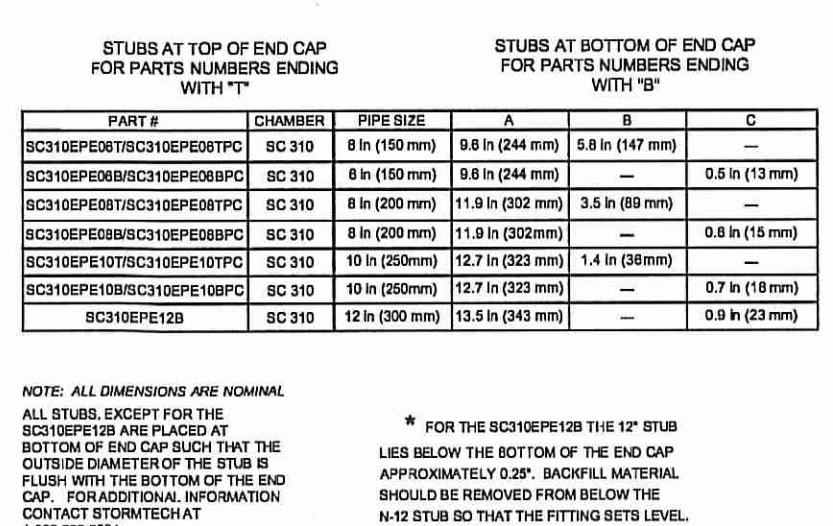 STUBS AT TOP OF END CAP
FOR PARTS NUMBERS ENDING
WITH "T"
STUBS AT BOTTOM OF END CAP
FOR PARTS NUMBERS ENDING
WITH "B"
PART # CHAMBER PIPE SIZE A B C
SC310EPE06T/SC310EPE06TPC SC 310 6 in (150 mm) 9.6 in (244 mm) 5.8 in (147 mm) —
SC310EPE06B/SC310EPE06BPC SC 310 6 in (150 mm) 9.6 in (244 mm) — 0.5 in (13 mm)
SC310EPE08T/SC310EPE08TPC SC 310 8 in (200 mm) 11.9 in (302 mm) 3.5 in (89 mm) —
SC310EPE08B/SC310EPE08BPC SC 310 8 in (200 mm) 11.9 in (302mm) — 0.6 in (15 mm)
SC310EPE10T/SC310EPE10TPC SC 310 10 in (250mm) 12.7 in (323 mm) 1.4 in (36mm) —
SC310EPE10B/SC310EPE10BPC SC 310 10 in (250mm) 12.7 in (323 mm) — 0.7 in (18 mm)
SC310EPE12B SC 310 12 in (300 mm) 13.5 in (343 mm) — 0.9 in (23 mm)
NOTE: ALL DIMENSIONS ARE NOMINAL
ALL STUBS, EXCEPT FOR THE
SC310EPE12B ARE PLACED AT
BOTTOM OF END CAP SUCH THAT THE
OUTSIDE DIAMETER OF THE STUB IS
FLUSH WITH THE BOTTOM OF THE END
CAP. FOR ADDITIONAL INFORMATION
CONTACT STORMTECH AT
* FOR THE SC310EPE12B THE 12" STUB
LIES BELOW THE BOTTOM OF THE END CAP
APPROXIMATELY 0.25". BACKFILL MATERIAL
SHOULD BE REMOVED FROM BELOW THE
N-12 STUB SO THAT THE FITTING SETS LEVEL.